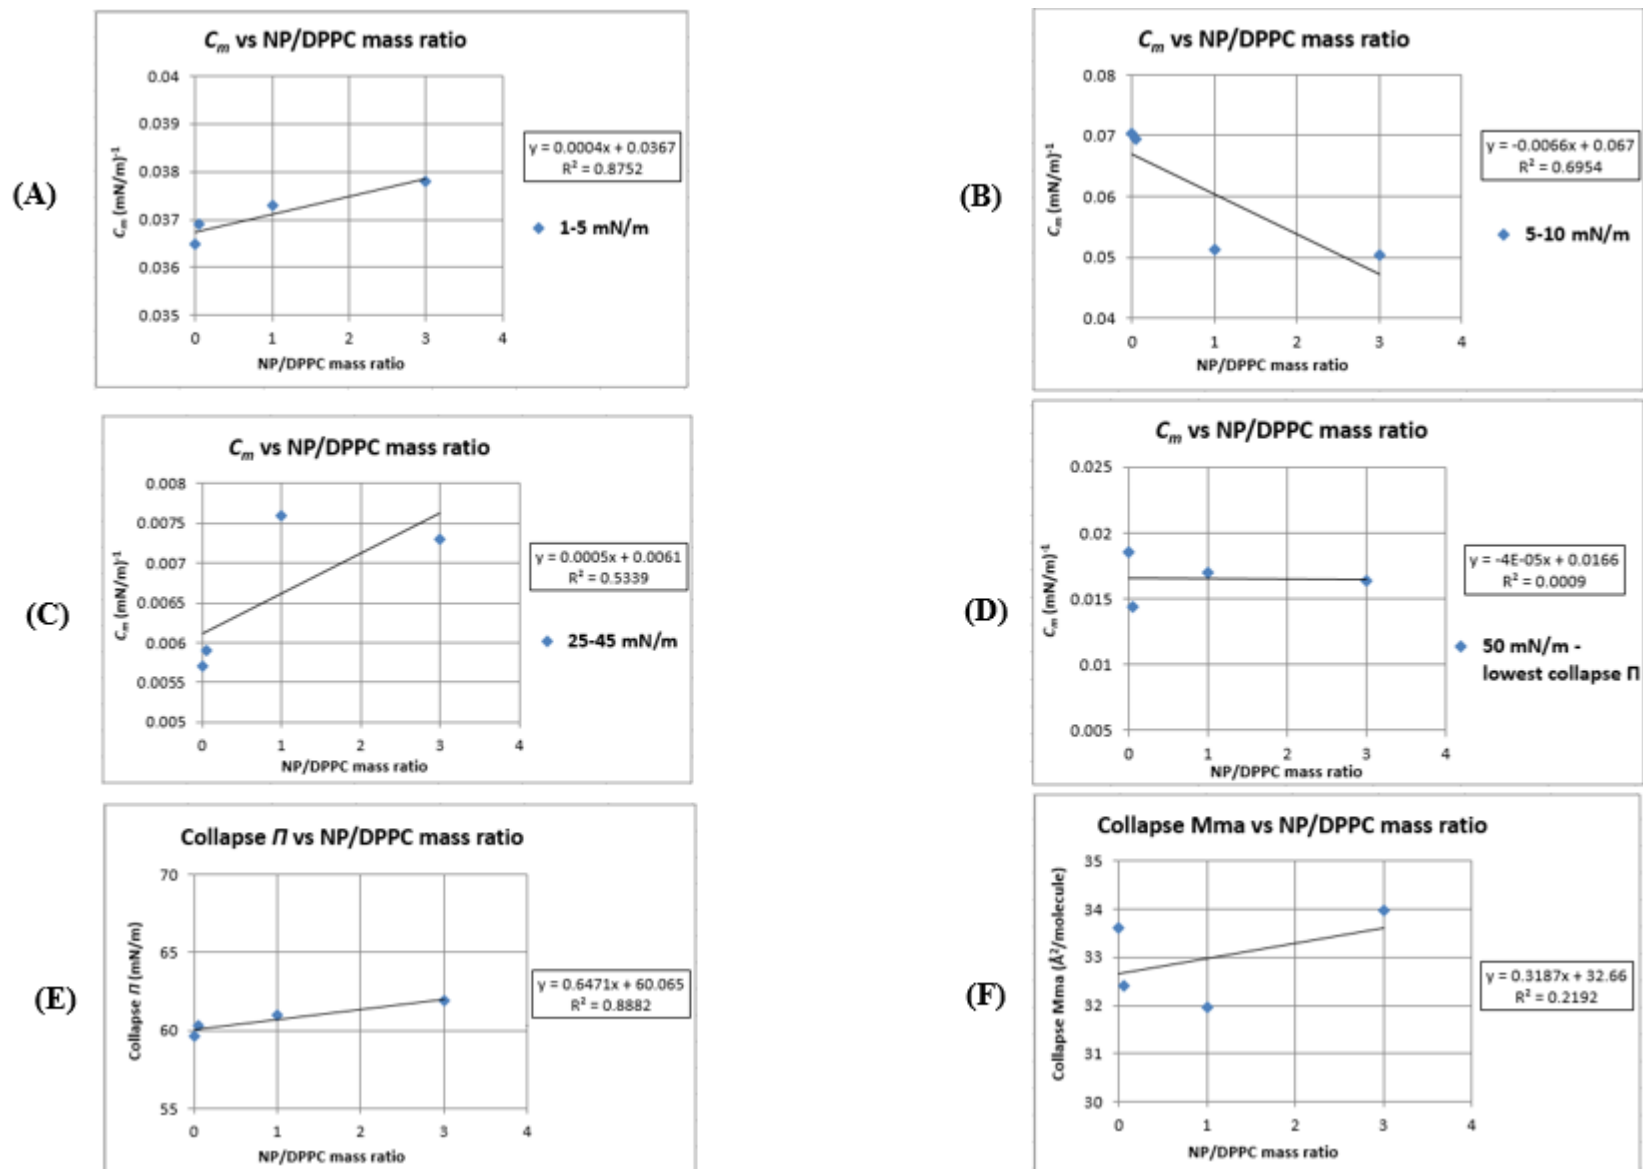 (A)
C_m vs NP/DPPC mass ratio
C_m (mN/m)⁻¹
0.04
0.039
0.038
0.037
0.036
0.035
0 1 2 3 4
NP/DPPC mass ratio
y = 0.0004x + 0.0367
R² = 0.8752
1-5 mN/m
(B)
C_m vs NP/DPPC mass ratio
C_m (mN/m)⁻¹
0.08
0.07
0.06
0.05
0.04
0 1 2 3 4
NP/DPPC mass ratio
y = -0.0066x + 0.067
R² = 0.6954
5-10 mN/m
(C)
C_m vs NP/DPPC mass ratio
C_m (mN/m)⁻¹
0.008
0.0075
0.007
0.0065
0.006
0.0055
0.005
0 1 2 3 4
NP/DPPC mass ratio
y = 0.0005x + 0.0061
R² = 0.5339
25-45 mN/m
(D)
C_m vs NP/DPPC mass ratio
C_m (mN/m)⁻¹
0.025
0.02
0.015
0.01
0.005
0 1 2 3 4
NP/DPPC mass ratio
y = -4E-05x + 0.0166
R² = 0.0009
50 mN/m -
lowest collapse Π
(E)
Collapse Π vs NP/DPPC mass ratio
Collapse Π (mN/m)
70
65
60
55
0 1 2 3 4
NP/DPPC mass ratio
y = 0.6471x + 60.065
R² = 0.8882
(F)
Collapse Mma vs NP/DPPC mass ratio
Collapse Mma (Å²/molecule)
35
34
33
32
31
30
0 1 2 3 4
NP/DPPC mass ratio
y = 0.3187x + 32.66
R² = 0.2192